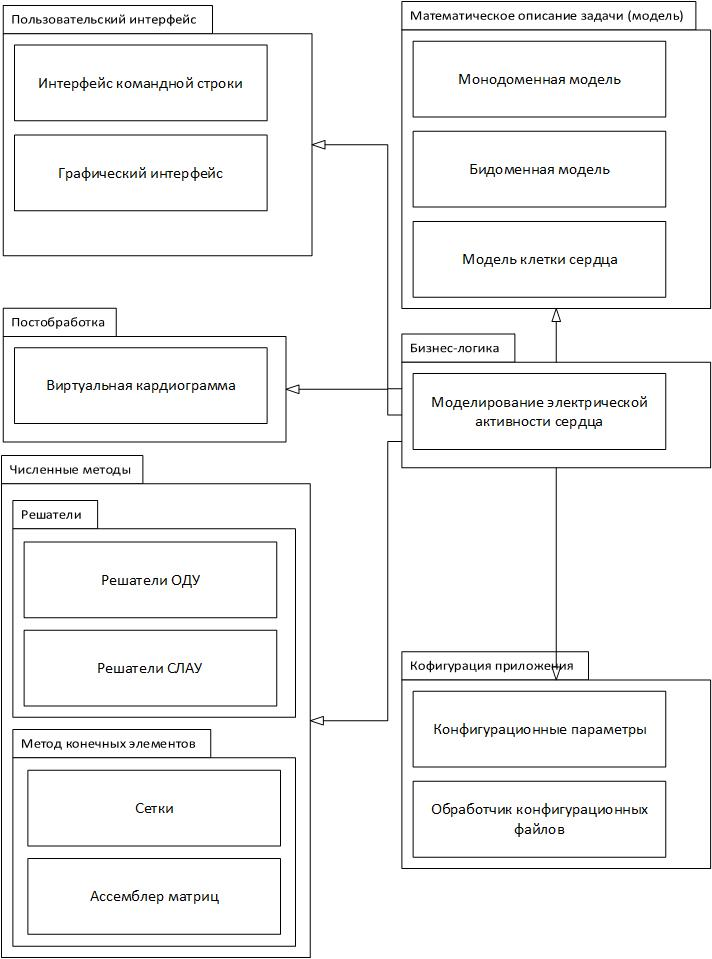 Пользовательский интерфейс
Интерфейс командной строки
Графический интерфейс
Математическое описание задачи (модель)
Монодоменная модель
Бидоменная модель
Модель клетки сердца
Постобработка
Виртуальная кардиограмма
Бизнес-логика
Моделирование электрической
активности сердца
Численные методы
Решатели
Решатели ОДУ
Решатели СЛАУ
Метод конечных элементов
Сетки
Ассемблер матриц
Кофигурация приложения
Конфигурационные параметры
Обработчик конфигурационных
файлов